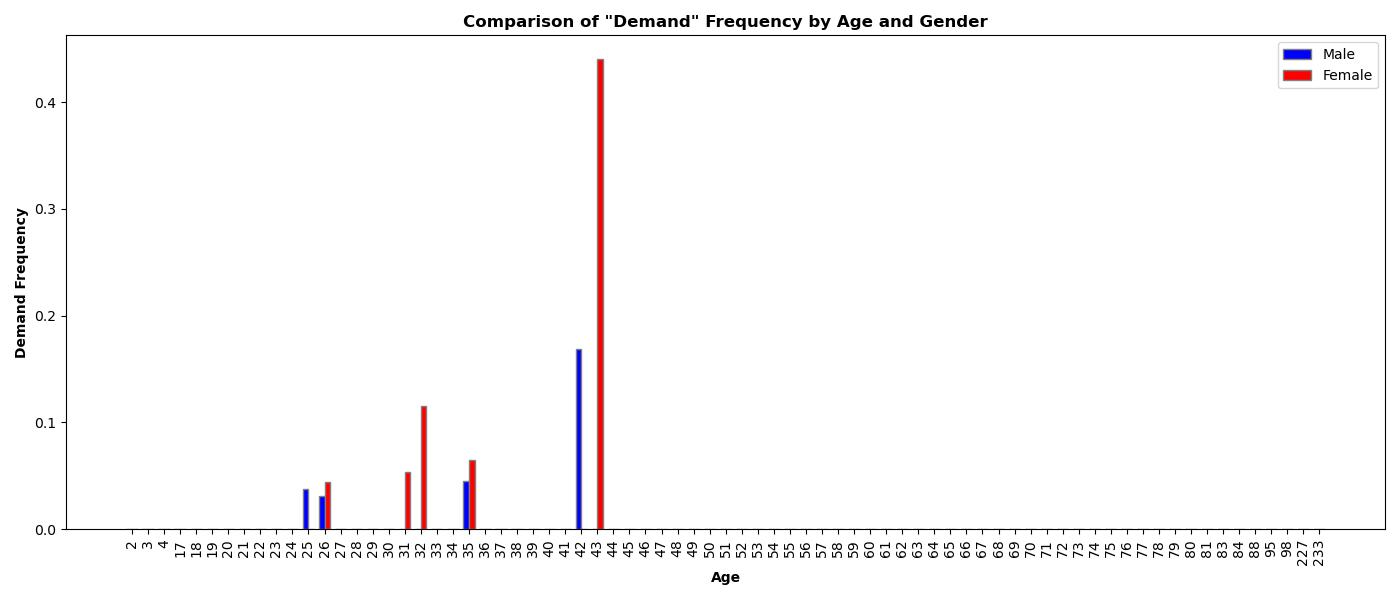 Comparison of "Demand" Frequency by Age and Gender
Male
Female
Demand Frequency
0.4
0.3
0.2
0.1
0.0
2 3 4 17 18 19 20 21 22 23 24 25 26 27 28 29 30 31 32 33 34 35 36 37 38 39 40 41 42 43 44 45 46 47 48 49 50 51 52 53 54 55 56 57 58 59 60 61 62 63 64 65 66 67 68 69 70 71 72 73 74 75 76 77 78 79 80 81 83 84 88 95 98 227 233
Age